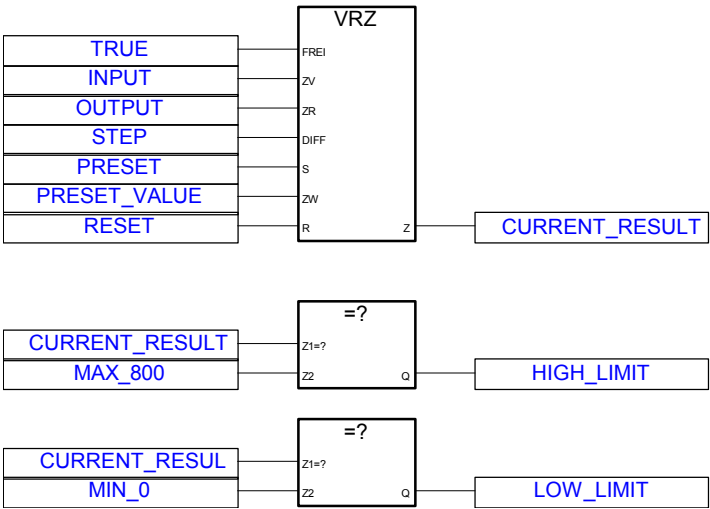 VRZ
TRUE FREI
INPUT ZV
OUTPUT ZR
STEP DIFF
PRESET S
PRESET_VALUE ZW
RESET R Z CURRENT_RESULT
=?
CURRENT_RESULT Z1=?
MAX_800 Z2 Q HIGH_LIMIT
=?
CURRENT_RESUL Z1=?
MIN_0 Z2 Q LOW_LIMIT